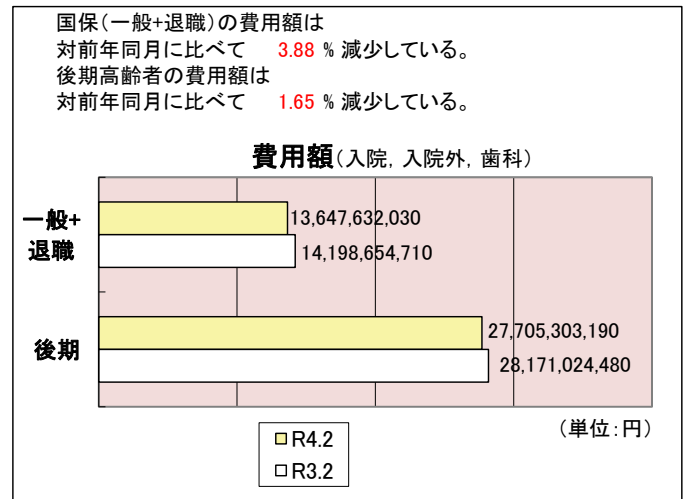 国保（一般+退職）の費用額は
対前年同月に比べて 3.88 % 減少している。
後期高齢者の費用額は
対前年同月に比べて 1.65 % 減少している。
費用額（入院，入院外，歯科）
一般+
退職
13,647,632,030
14,198,654,710
後期
27,705,303,190
28,171,024,480
（単位：円）
R4.2
R3.2